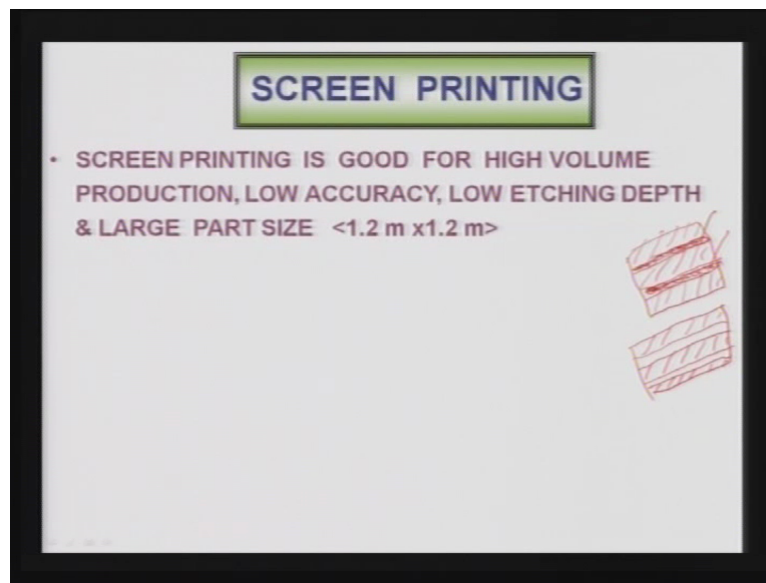 SCREEN PRINTING
• SCREEN PRINTING IS GOOD FOR HIGH VOLUME
PRODUCTION, LOW ACCURACY, LOW ETCHING DEPTH
& LARGE PART SIZE <1.2 m x1.2 m>